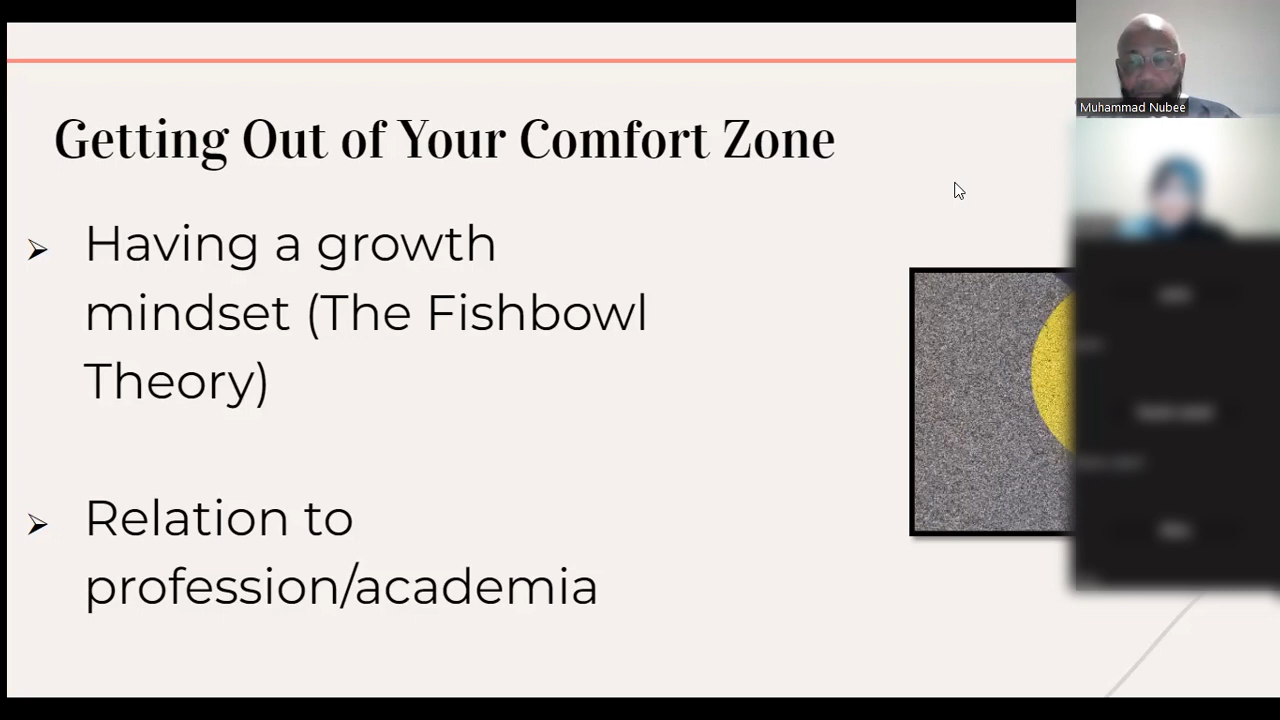 Getting Out of Your Comfort Zone
➢ Having a growth
mindset (The Fishbowl
Theory)
➢ Relation to
profession/academia
Muhammad Nubee